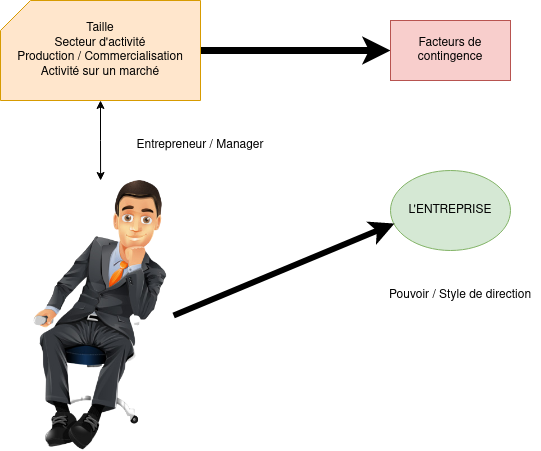 Taille
Secteur d'activité
Production / Commercialisation
Activité sur un marché
Facteurs de
contingence
Entrepreneur / Manager
L'ENTREPRISE
Pouvoir / Style de direction